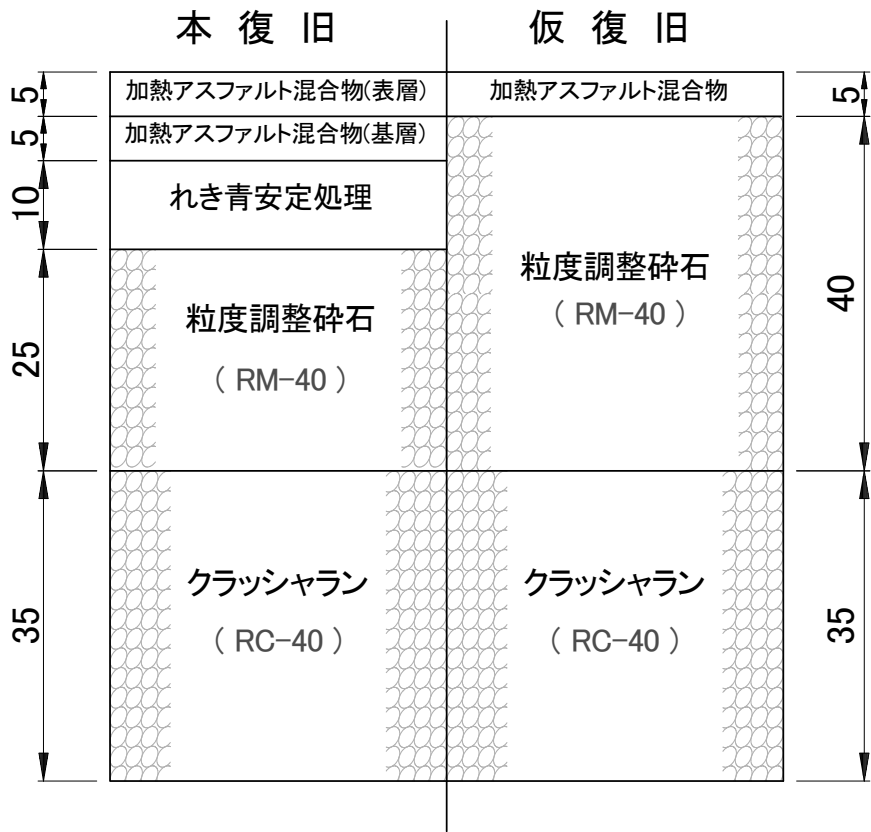 本復旧
仮復旧
5
加熱アスファルト混合物(表層)
加熱アスファルト混合物
5
5
加熱アスファルト混合物(基層)
10
れき青安定処理
粒度調整砕石
( RM-40 )
40
25
粒度調整砕石
( RM-40 )
35
クラッシャラン
( RC-40 )
クラッシャラン
( RC-40 )
35